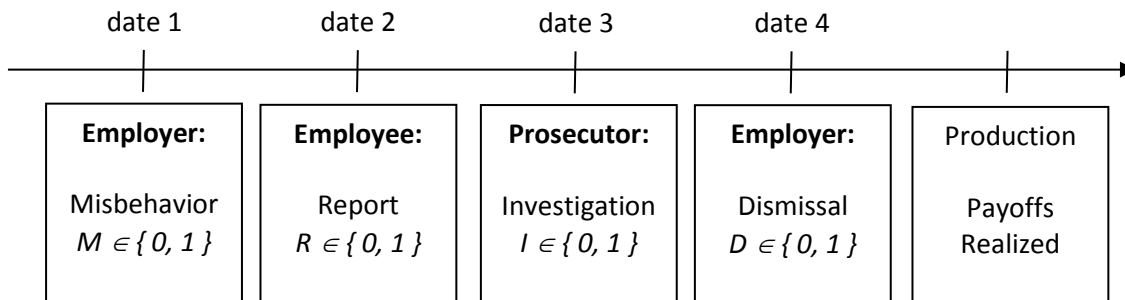 date 1 date 2 date 3 date 4
Employer: Employee: Prosecutor: Employer: Production
Misbehavior Report Investigation Dismissal Payoffs
M ∈ { 0, 1 } R ∈ { 0, 1 } I ∈ { 0, 1 } D ∈ { 0, 1 } Realized